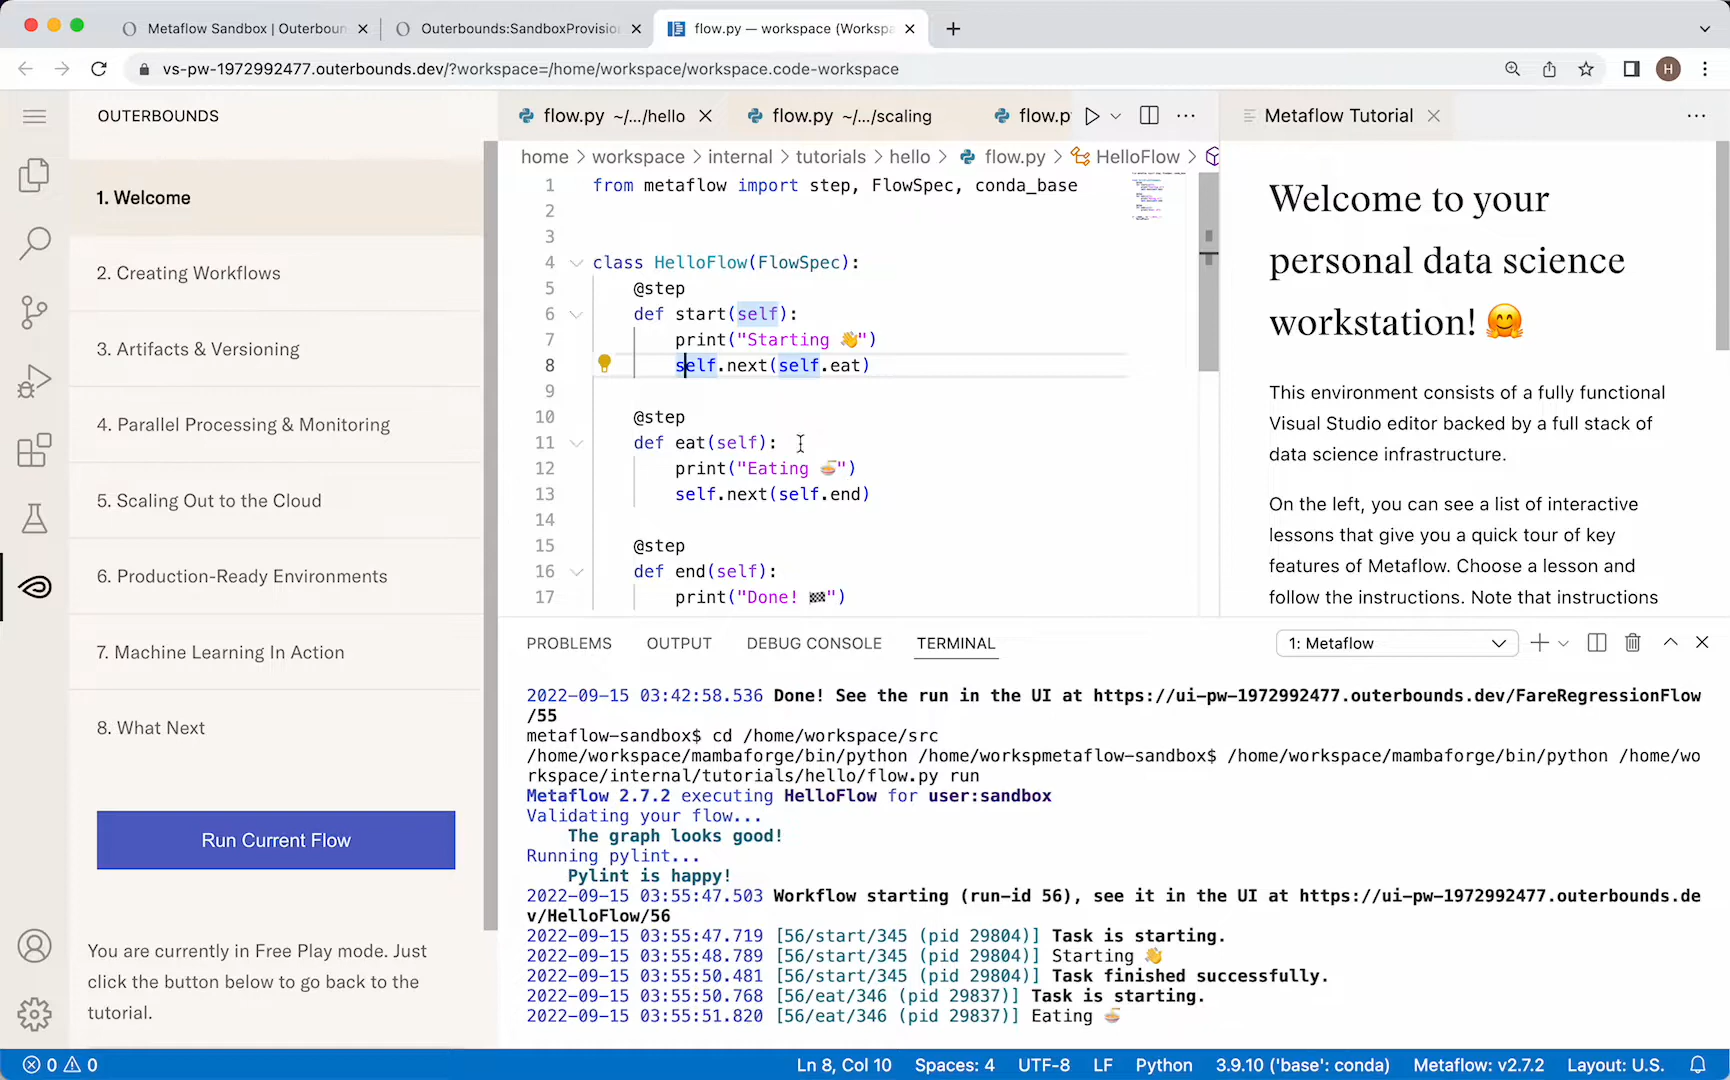 Metaflow Sandbox | Outerboun
Outerbounds:SandboxProvisio
flow.py — workspace (Workspa
vs-pw-1972992477.outerbounds.dev/?workspace=/home/workspace/workspace.code-workspace
H
OUTERBOUNDS
1. Welcome
2. Creating Workflows
3. Artifacts & Versioning
4. Parallel Processing & Monitoring
5. Scaling Out to the Cloud
6. Production-Ready Environments
7. Machine Learning In Action
8. What Next
Run Current Flow
You are currently in Free Play mode. Just
click the button below to go back to the
tutorial.
flow.py ~/.../hello
flow.py ~/.../scaling
flow.p
home > workspace > internal > tutorials > hello > flow.py > HelloFlow >
1 from metaflow import step, FlowSpec, conda_base
2
3
4 class HelloFlow(FlowSpec):
5 @step
6 def start(self):
7 print("Starting 👋")
8 self.next(self.eat)
9
10 @step
11 def eat(self):
12 print("Eating 🍜")
13 self.next(self.end)
14
15 @step
16 def end(self):
17 print("Done! 🏁")
Metaflow Tutorial
Welcome to your
personal data science
workstation! 🤗
This environment consists of a fully functional
Visual Studio editor backed by a full stack of
data science infrastructure.
On the left, you can see a list of interactive
lessons that give you a quick tour of key
features of Metaflow. Choose a lesson and
follow the instructions. Note that instructions
PROBLEMS OUTPUT DEBUG CONSOLE TERMINAL
1: Metaflow
2022-09-15 03:42:58.536 Done! See the run in the UI at https://ui-pw-1972992477.outerbounds.dev/FareRegressionFlow
/55
metaflow-sandbox$ cd /home/workspace/src
/home/workspace/mambaforge/bin/python /home/workspmetaflow-sandbox$ /home/workspace/mambaforge/bin/python /home/wo
rkspace/internal/tutorials/hello/flow.py run
Metaflow 2.7.2 executing HelloFlow for user:sandbox
Validating your flow...
The graph looks good!
Running pylint...
Pylint is happy!
2022-09-15 03:55:47.503 Workflow starting (run-id 56), see it in the UI at https://ui-pw-1972992477.outerbounds.de
v/HelloFlow/56
2022-09-15 03:55:47.719 [56/start/345 (pid 29804)] Task is starting.
2022-09-15 03:55:48.789 [56/start/345 (pid 29804)] Starting 👋
2022-09-15 03:55:50.481 [56/start/345 (pid 29804)] Task finished successfully.
2022-09-15 03:55:50.768 [56/eat/346 (pid 29837)] Task is starting.
2022-09-15 03:55:51.820 [56/eat/346 (pid 29837)] Eating 🍜
0 0
Ln 8, Col 10 Spaces: 4 UTF-8 LF Python 3.9.10 ('base': conda) Metaflow: v2.7.2 Layout: U.S.